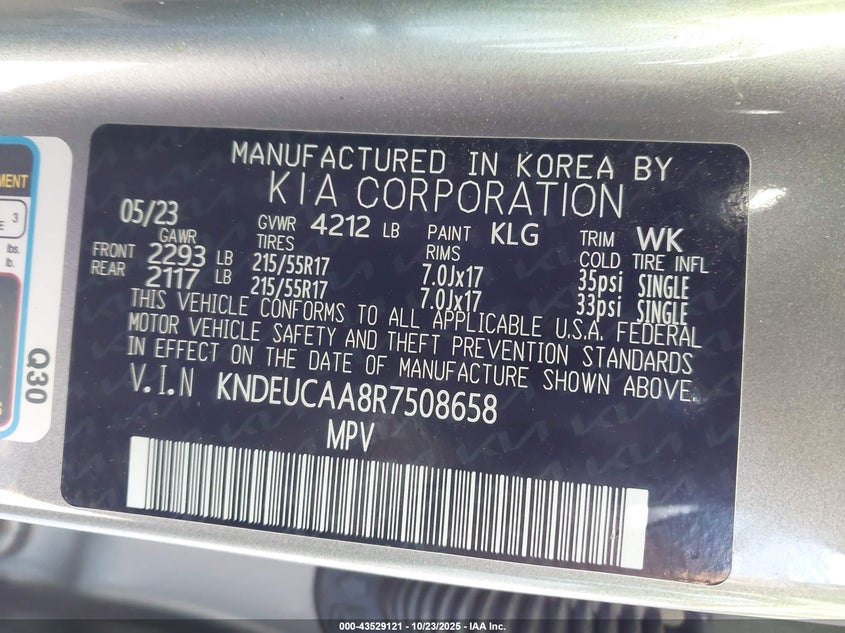 MANUFACTURED IN KOREA BY
KIA CORPORATION
05/23 GVWR 4212 LB PAINT KLG TRIM WK
GAWR TIRES RIMS COLD TIRE INFL
FRONT 2293 LB 215/55R17 7.0Jx17 35psi SINGLE
REAR 2117 LB 215/55R17 7.0Jx17 33psi SINGLE
THIS VEHICLE CONFORMS TO ALL APPLICABLE U.S.A. FEDERAL
MOTOR VEHICLE SAFETY AND THEFT PREVENTION STANDARDS
IN EFFECT ON THE DATE OF MANUFACTURE SHOWN ABOVE.
V.I.N KNDEUCAA8R7508658
MPV
MENT
3
lbs.
Q30
000-43529121 - 10/23/2025 - IAA Inc.